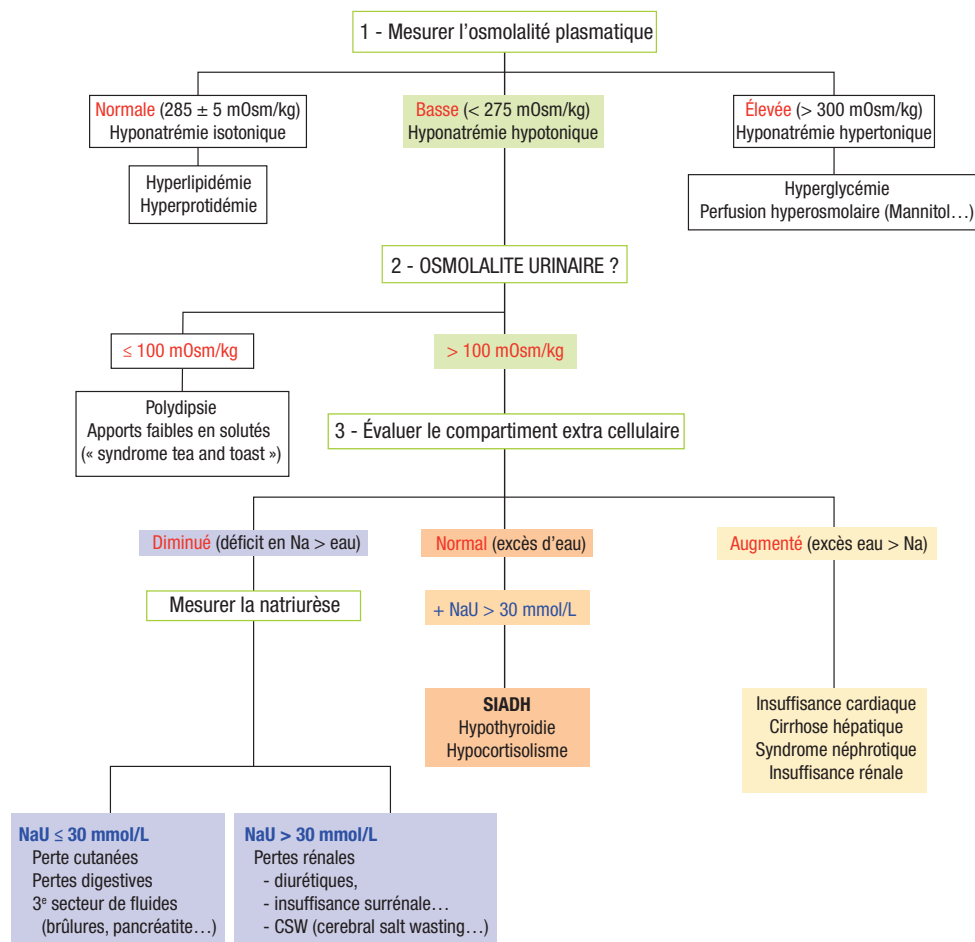 1 - Mesurer l’osmolalité plasmatique
Normale (285 ± 5 mOsm/kg)
Hyponatrémie isotonique
Basse (< 275 mOsm/kg)
Hyponatrémie hypotonique
Élevée (> 300 mOsm/kg)
Hyponatrémie hypertonique
Hyperlipidémie
Hyperprotidémie
Hyperglycémie
Perfusion hyperosmolaire (Mannitol…)
2 - OSMOLALITE URINAIRE ?
≤ 100 mOsm/kg
> 100 mOsm/kg
Polydipsie
Apports faibles en solutés
(« syndrome tea and toast »)
3 - Évaluer le compartiment extra cellulaire
Diminué (déficit en Na > eau)
Normal (excès d’eau)
Augmenté (excès eau > Na)
Mesurer la natriurèse
+ NaU > 30 mmol/L
SIADH
Hypothyroidie
Hypocortisolisme
Insuffisance cardiaque
Cirrhose hépatique
Syndrome néphrotique
Insuffisance rénale
NaU ≤ 30 mmol/L
Perte cutanées
Pertes digestives
3e secteur de fluides
(brûlures, pancréatite…)
NaU > 30 mmol/L
Pertes rénales
- diurétiques,
- insuffisance surrénale…
- CSW (cerebral salt wasting…)